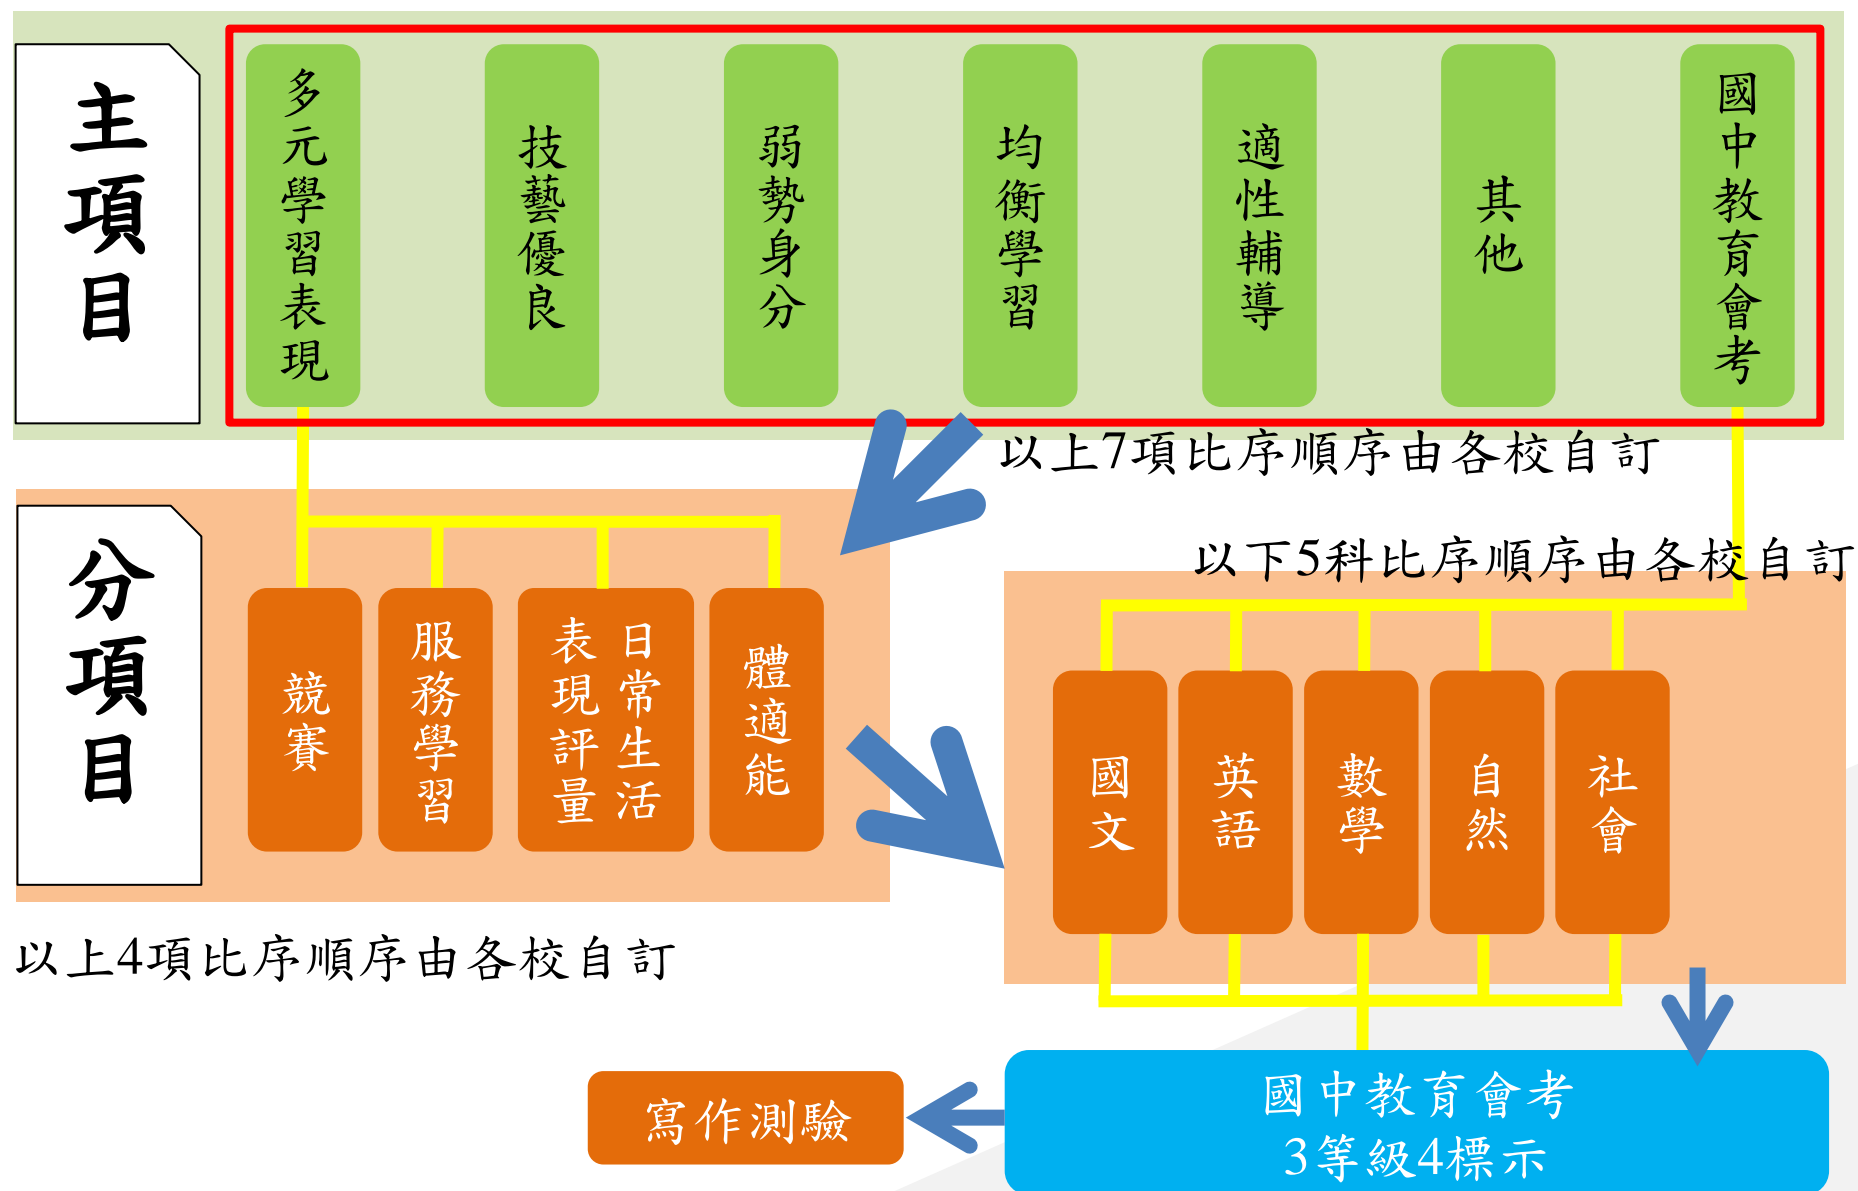 主項目
多元學習表現
技藝優良
弱勢身分
均衡學習
適性輔導
其他
國中教育會考
以上7項比序順序由各校自訂
分項目
競賽
服務學習
日常生活
表現評量
體適能
以上4項比序順序由各校自訂
以下5科比序順序由各校自訂
國文
英語
數學
自然
社會
國中教育會考
3等級4標示
寫作測驗